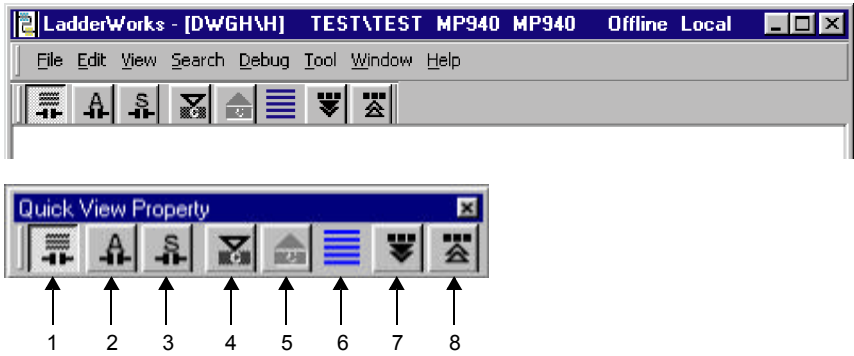 LadderWorks - [DWGH\H] TEST\TEST MP940 MP940 Offline Local
File Edit View Search Debug Tool Window Help
A S
Quick View Property
A S
1 2 3 4 5 6 7 8